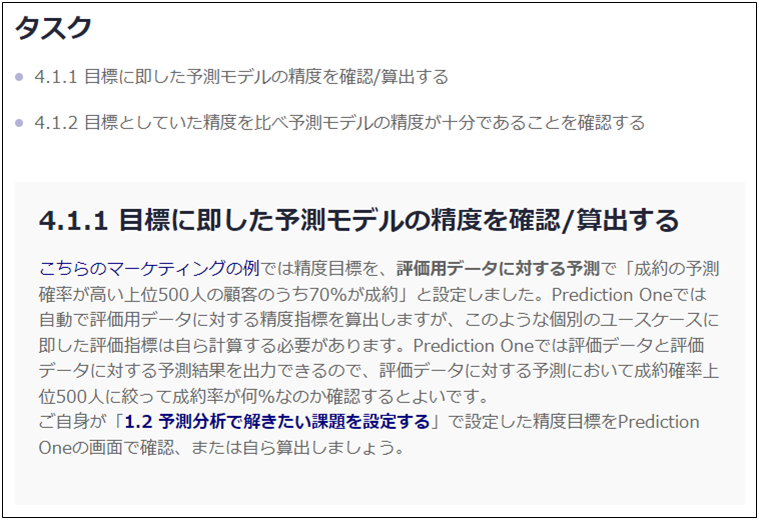 タスク
4.1.1 目標に即した予測モデルの精度を確認/算出する
4.1.2 目標としていた精度を比べ予測モデルの精度が十分であることを確認する
4.1.1 目標に即した予測モデルの精度を確認/算出する
こちらのマーケティングの例では精度目標を、評価用データに対する予測で「成約の予測
確率が高い上位500人の顧客のうち70%が成約」と設定しました。Prediction Oneでは
自動で評価用データに対する精度指標を算出しますが、このような個別のユースケースに
即した評価指標は自ら計算する必要があります。Prediction Oneでは評価データと評価
データに対する予測結果を出力できるので、評価データに対する予測において成約確率上
位500人に絞って成約率が何%なのか確認するとよいです。
ご自身が「1.2 予測分析で解きたい課題を設定する」で設定した精度目標をPrediction
Oneの画面で確認、または自ら算出しましょう。